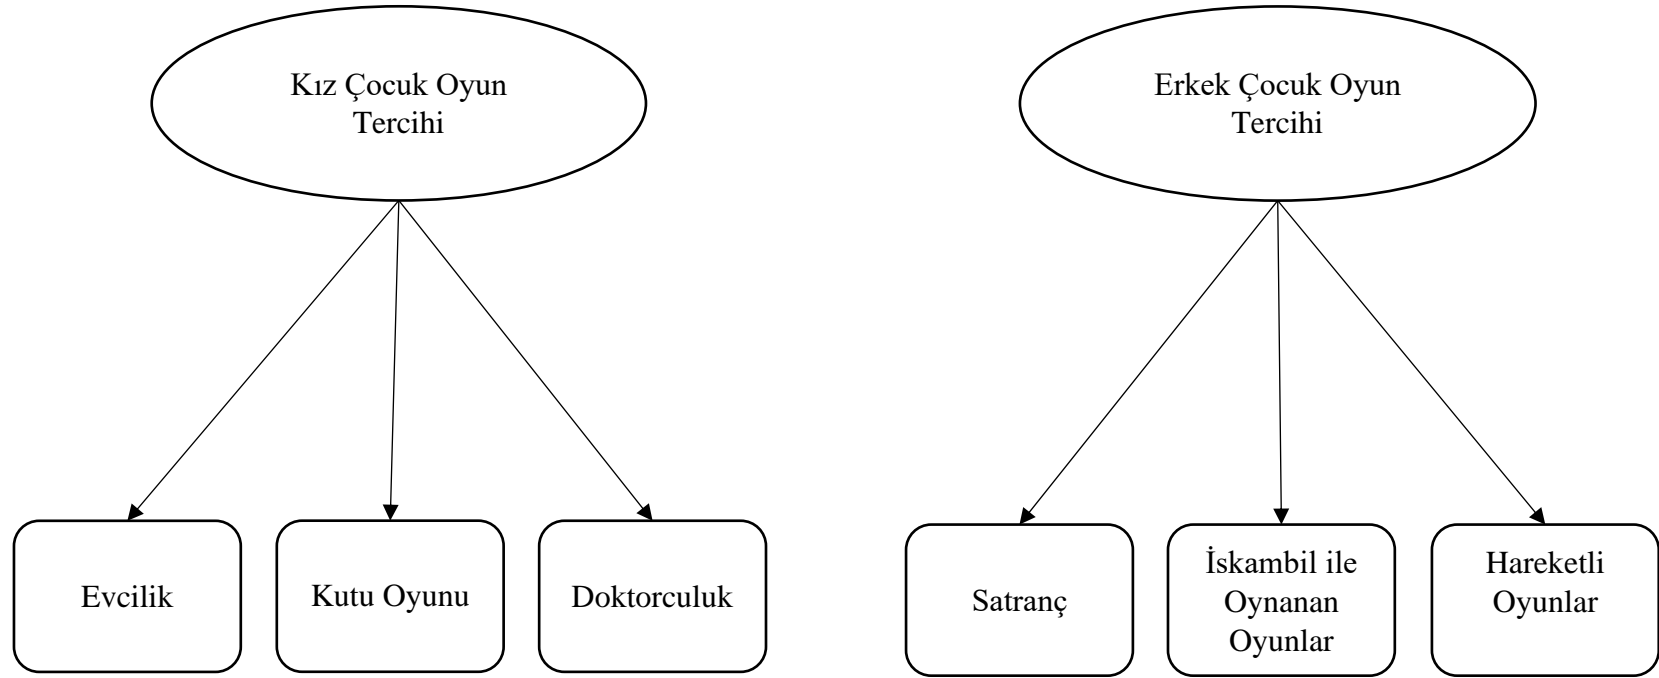 Kız Çocuk Oyun
Tercihi
Erkek Çocuk Oyun
Tercihi
Evcilik
Kutu Oyunu
Doktorculuk
Satranç
İskambil ile
Oynanan
Oyunlar
Hareketli
Oyunlar